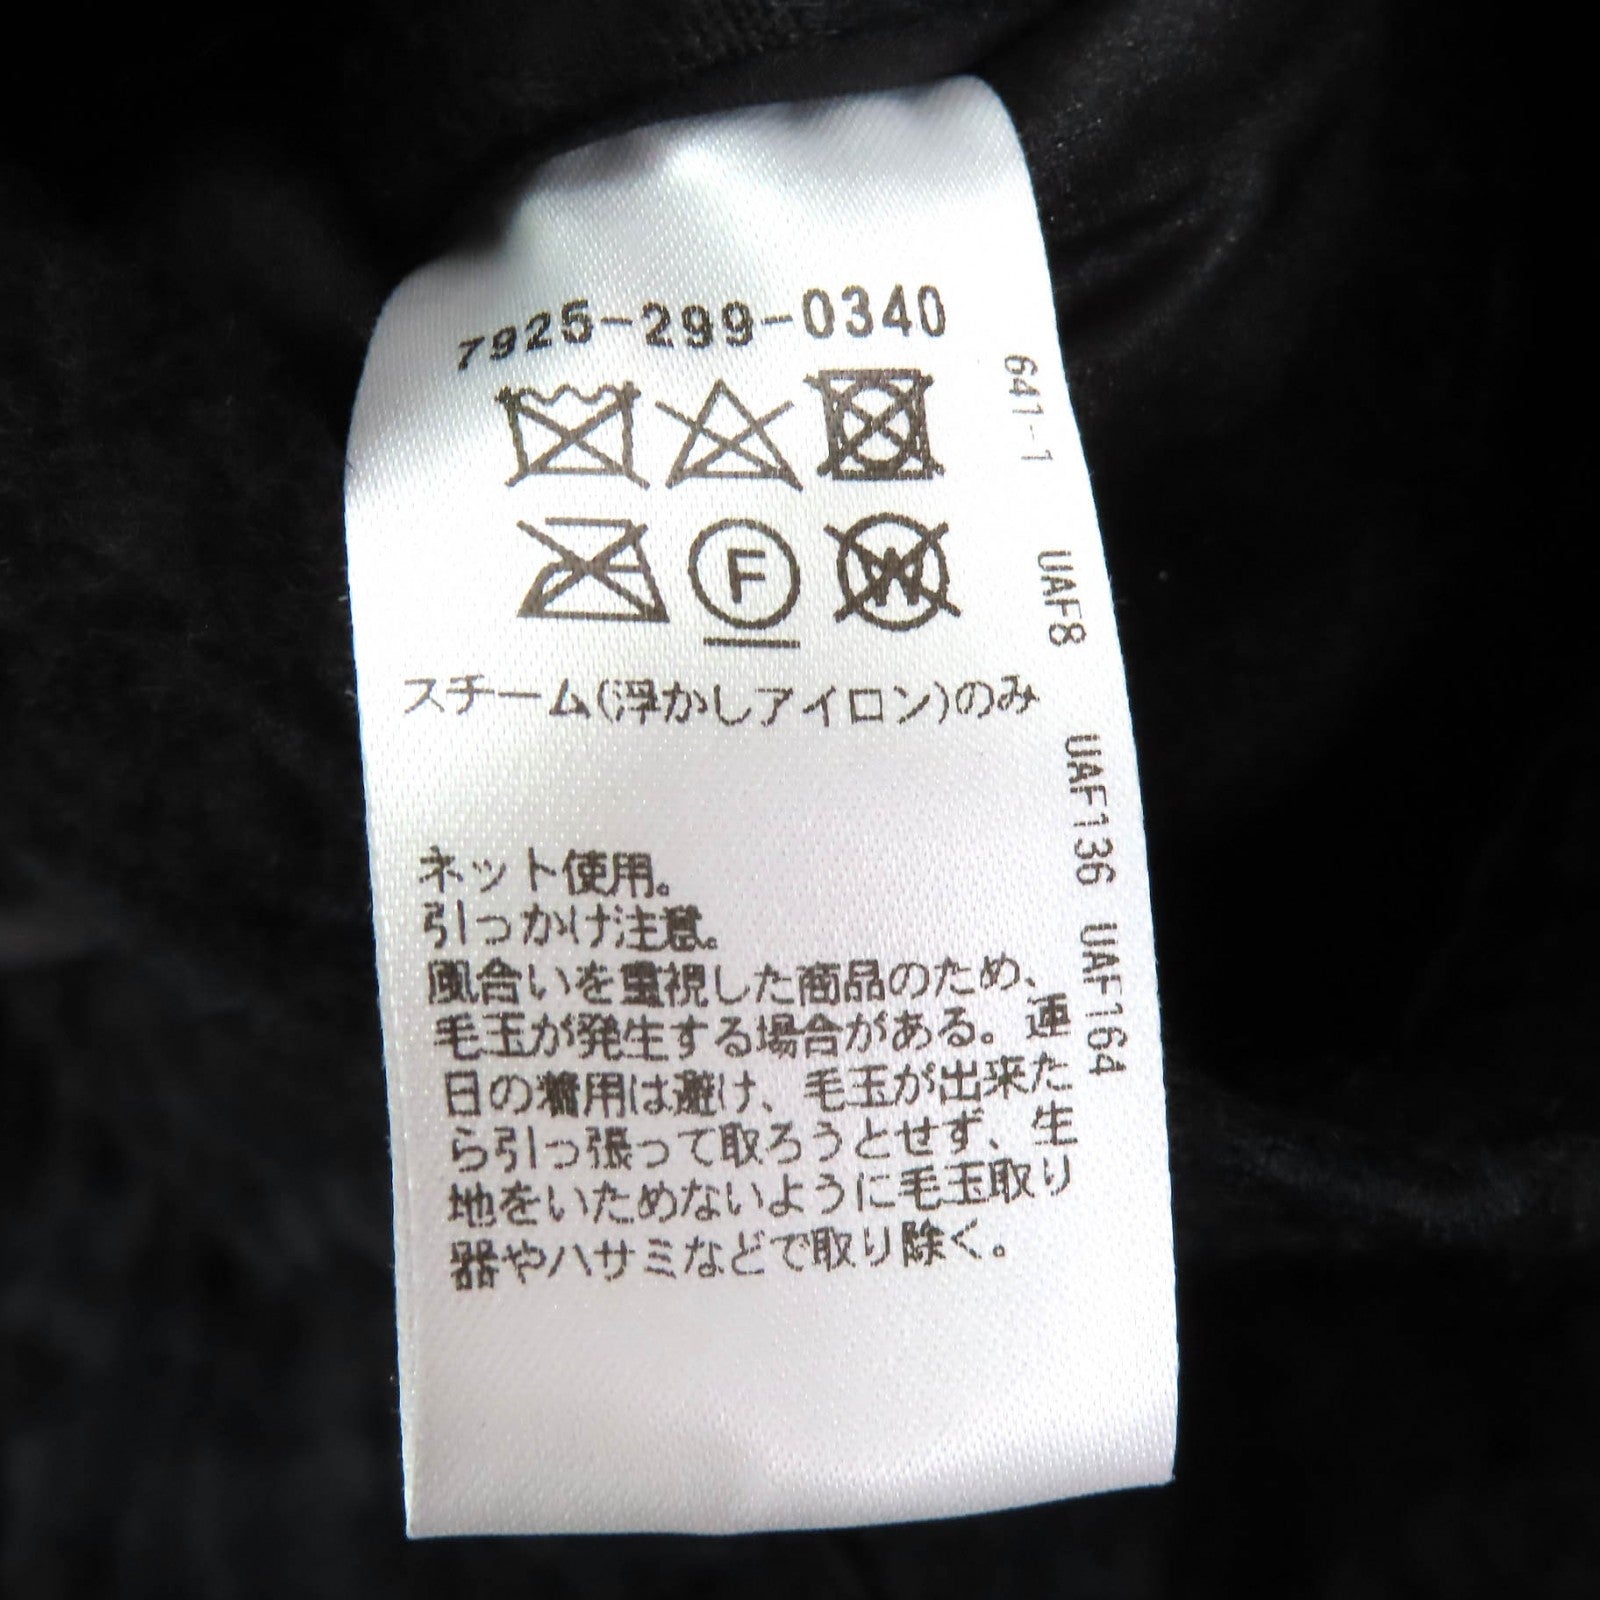 7925-299-0340
F
W
スチーム(浮かしアイロン)のみ
ネット使用。
引っかけ注意。
風合いを重視した商品のため、
毛玉が発生する場合がある。連
日の着用は避け、毛玉が出来た
ら引っ張って取ろうとせず、生
地をいためないように毛玉取り
器やハサミなどで取り除く。
641-1 UAF8 UAF136 UAF164